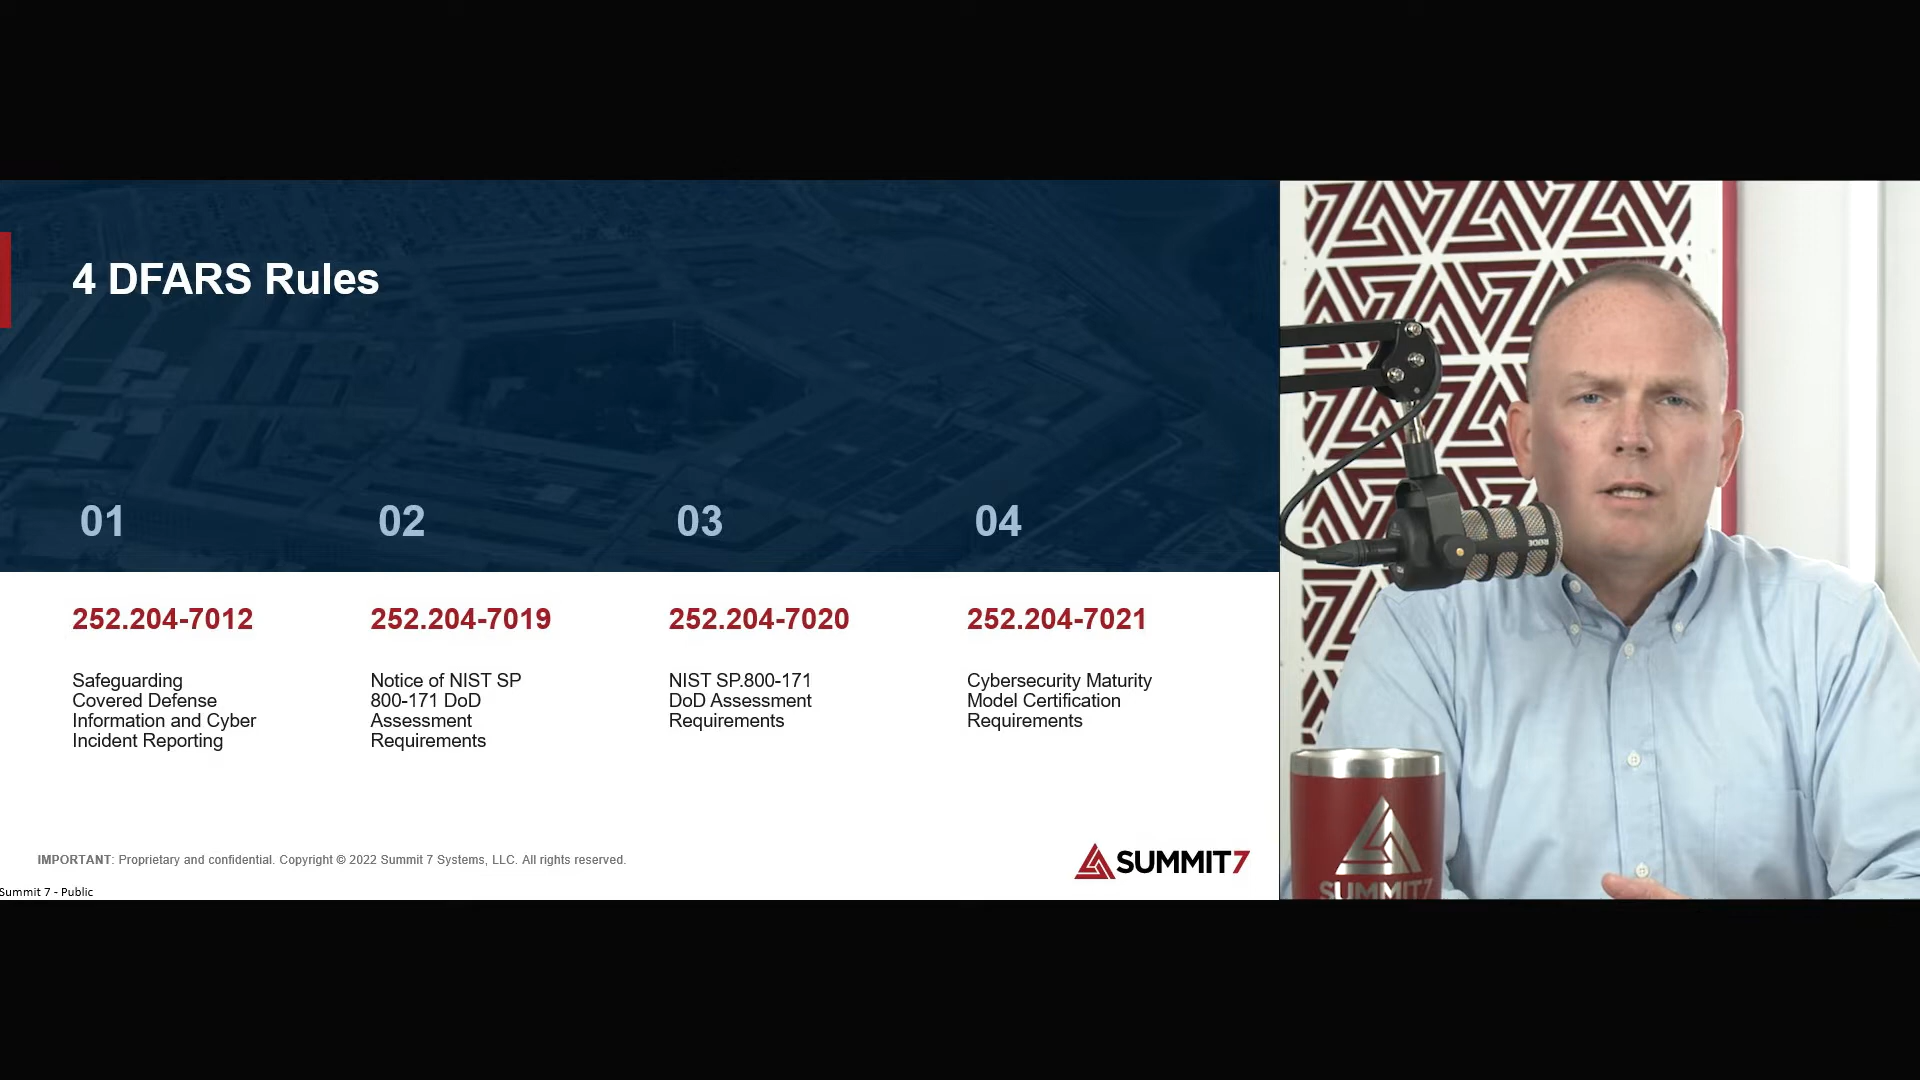 4 DFARS Rules
01
02
03
04
252.204-7012
Safeguarding
Covered Defense
Information and Cyber
Incident Reporting
252.204-7019
Notice of NIST SP
800-171 DoD
Assessment
Requirements
252.204-7020
NIST SP.800-171
DoD Assessment
Requirements
252.204-7021
Cybersecurity Maturity
Model Certification
Requirements
IMPORTANT: Proprietary and confidential. Copyright © 2022 Summit 7 Systems, LLC. All rights reserved.
SUMMIT7
Summit 7 - Public
RØDE
SUMMIT7